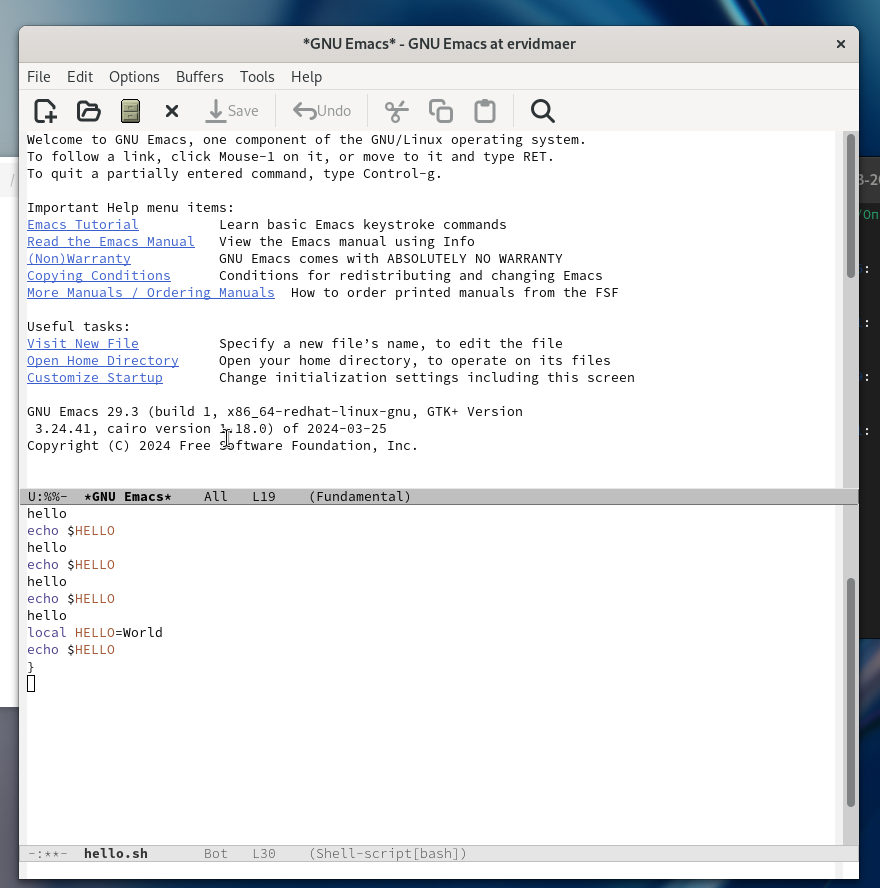 *GNU Emacs* - GNU Emacs at ervidmaer
File Edit Options Buffers Tools Help
Save Undo
Welcome to GNU Emacs, one component of the GNU/Linux operating system.
To follow a link, click Mouse-1 on it, or move to it and type RET.
To quit a partially entered command, type Control-g.
Important Help menu items:
Emacs Tutorial Learn basic Emacs keystroke commands
Read the Emacs Manual View the Emacs manual using Info
(Non)Warranty GNU Emacs comes with ABSOLUTELY NO WARRANTY
Copying Conditions Conditions for redistributing and changing Emacs
More Manuals / Ordering Manuals How to order printed manuals from the FSF
Useful tasks:
Visit New File Specify a new file’s name, to edit the file
Open Home Directory Open your home directory, to operate on its files
Customize Startup Change initialization settings including this screen
GNU Emacs 29.3 (build 1, x86_64-redhat-linux-gnu, GTK+ Version
3.24.41, cairo version 1.18.0) of 2024-03-25
Copyright (C) 2024 Free Software Foundation, Inc.
U:%%- *GNU Emacs* All L19 (Fundamental)
hello
echo $HELLO
hello
echo $HELLO
hello
echo $HELLO
hello
local HELLO=World
echo $HELLO
}
-:**- hello.sh Bot L30 (Shell-script[bash])